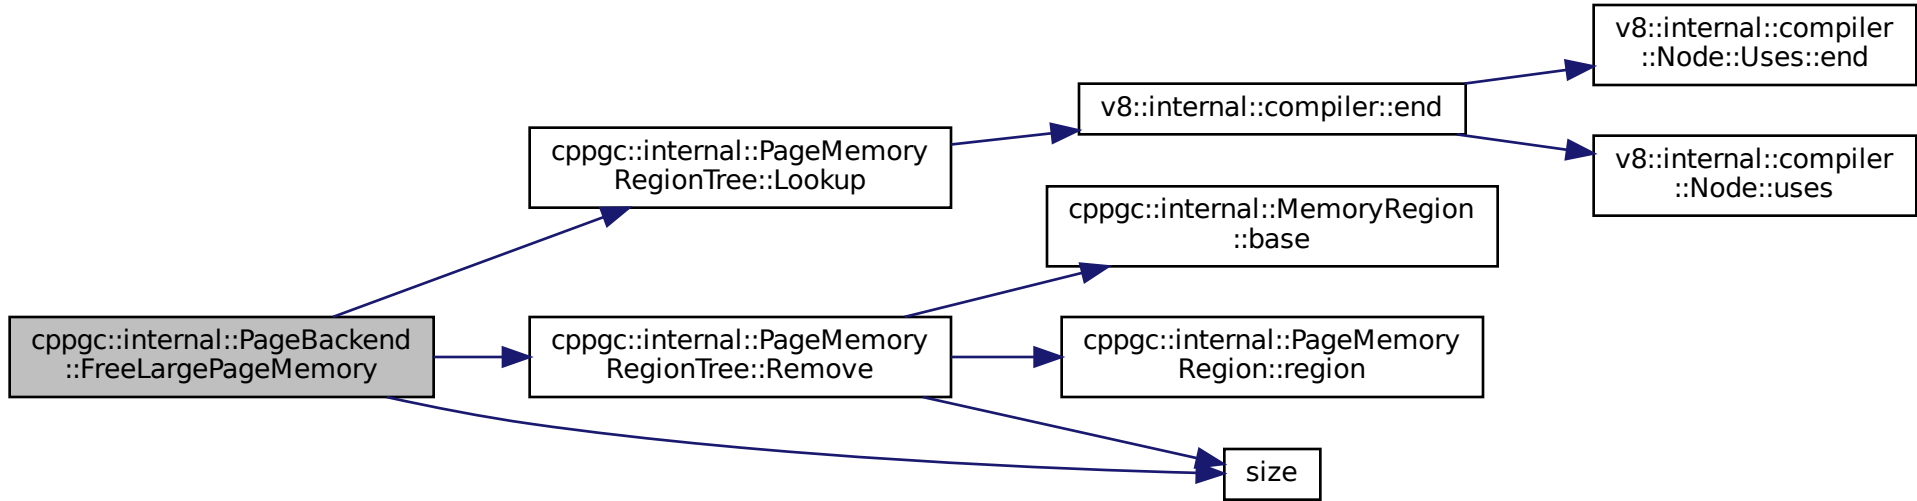 cppgc::internal::PageBackend
::FreeLargePageMemory
cppgc::internal::PageMemory
RegionTree::Lookup
cppgc::internal::PageMemory
RegionTree::Remove
v8::internal::compiler::end
cppgc::internal::MemoryRegion
::base
cppgc::internal::PageMemory
Region::region
size
v8::internal::compiler
::Node::Uses::end
v8::internal::compiler
::Node::uses